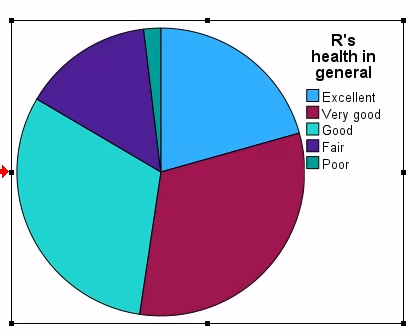 R's
health in
general
Excellent
Very good
Good
Fair
Poor